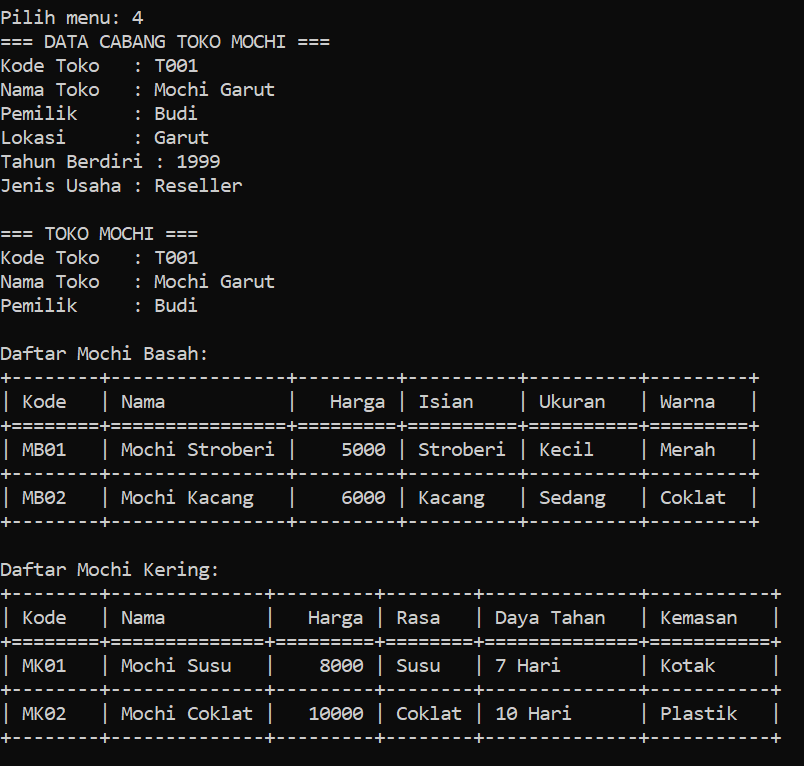 Pilih menu: 4
=== DATA CABANG TOKO MOCHI ===
Kode Toko   : T001
Nama Toko   : Mochi Garut
Pemilik     : Budi
Lokasi      : Garut
Tahun Berdiri : 1999
Jenis Usaha : Reseller

=== TOKO MOCHI ===
Kode Toko   : T001
Nama Toko   : Mochi Garut
Pemilik     : Budi

Daftar Mochi Basah:
+--------+----------------+---------+----------+----------+---------+
| Kode   | Nama           |   Harga | Isian    | Ukuran   | Warna   |
+========+================+=========+==========+==========+=========+
| MB01   | Mochi Stroberi |    5000 | Stroberi | Kecil    | Merah   |
+--------+----------------+---------+----------+----------+---------+
| MB02   | Mochi Kacang   |    6000 | Kacang   | Sedang   | Coklat  |
+--------+----------------+---------+----------+----------+---------+

Daftar Mochi Kering:
+--------+--------------+---------+--------+--------------+-----------+
| Kode   | Nama         |   Harga | Rasa   | Daya Tahan   | Kemasan   |
+========+==============+=========+========+==============+===========+
| MK01   | Mochi Susu   |    8000 | Susu   | 7 Hari       | Kotak     |
+--------+--------------+---------+--------+--------------+-----------+
| MK02   | Mochi Coklat |   10000 | Coklat | 10 Hari      | Plastik   |
+--------+--------------+---------+--------+--------------+-----------+